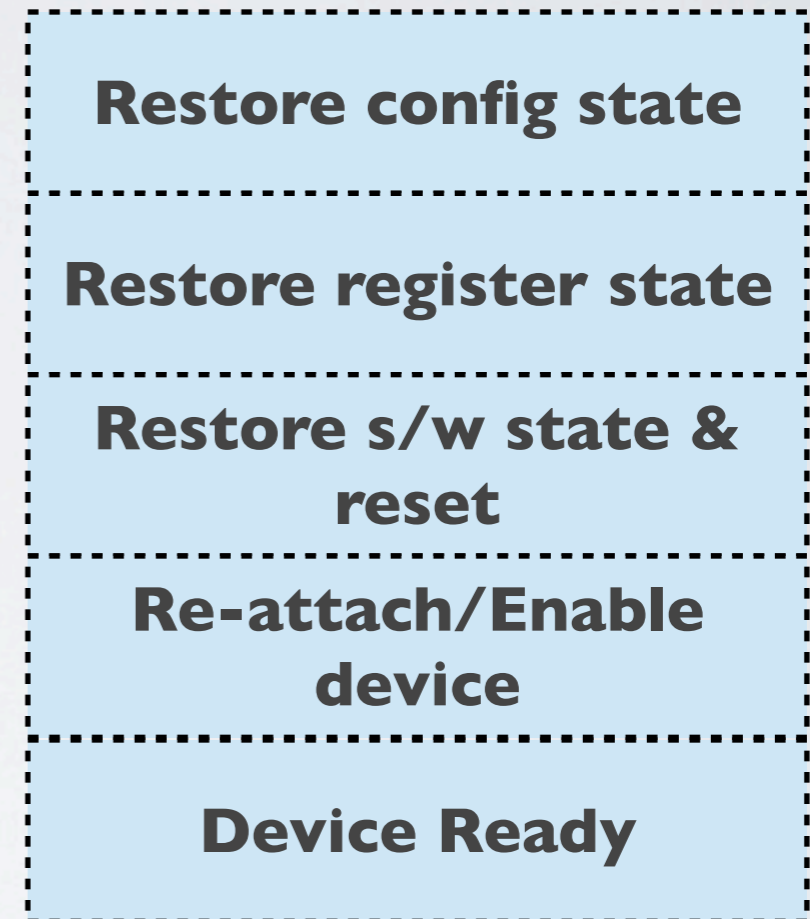 Restore config state
Restore register state
Restore s/w state &
reset
Re-attach/Enable
device
Device Ready